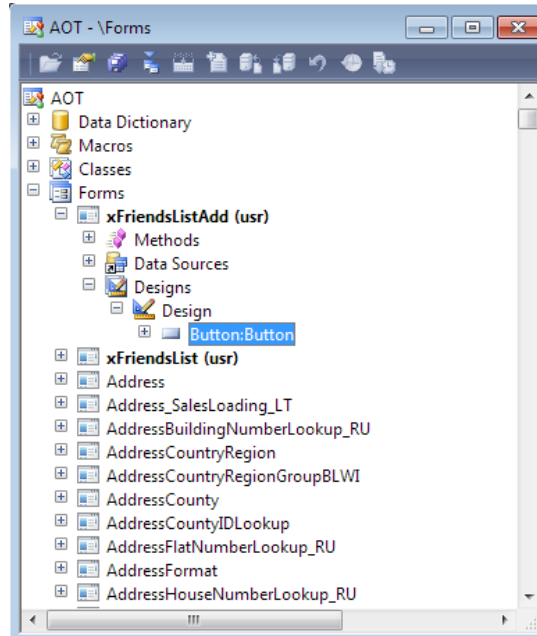 AOT - \Forms
AOT
Data Dictionary
Macros
Classes
Forms
xFriendsListAdd (usr)
Methods
Data Sources
Designs
Design
Button:Button
xFriendsList (usr)
Address
Address_SalesLoading_LT
AddressBuildingNumberLookup_RU
AddressCountryRegion
AddressCountryRegionGroupBLWI
AddressCounty
AddressCountyIDLookup
AddressFlatNumberLookup_RU
AddressFormat
AddressHouseNumberLookup_RU